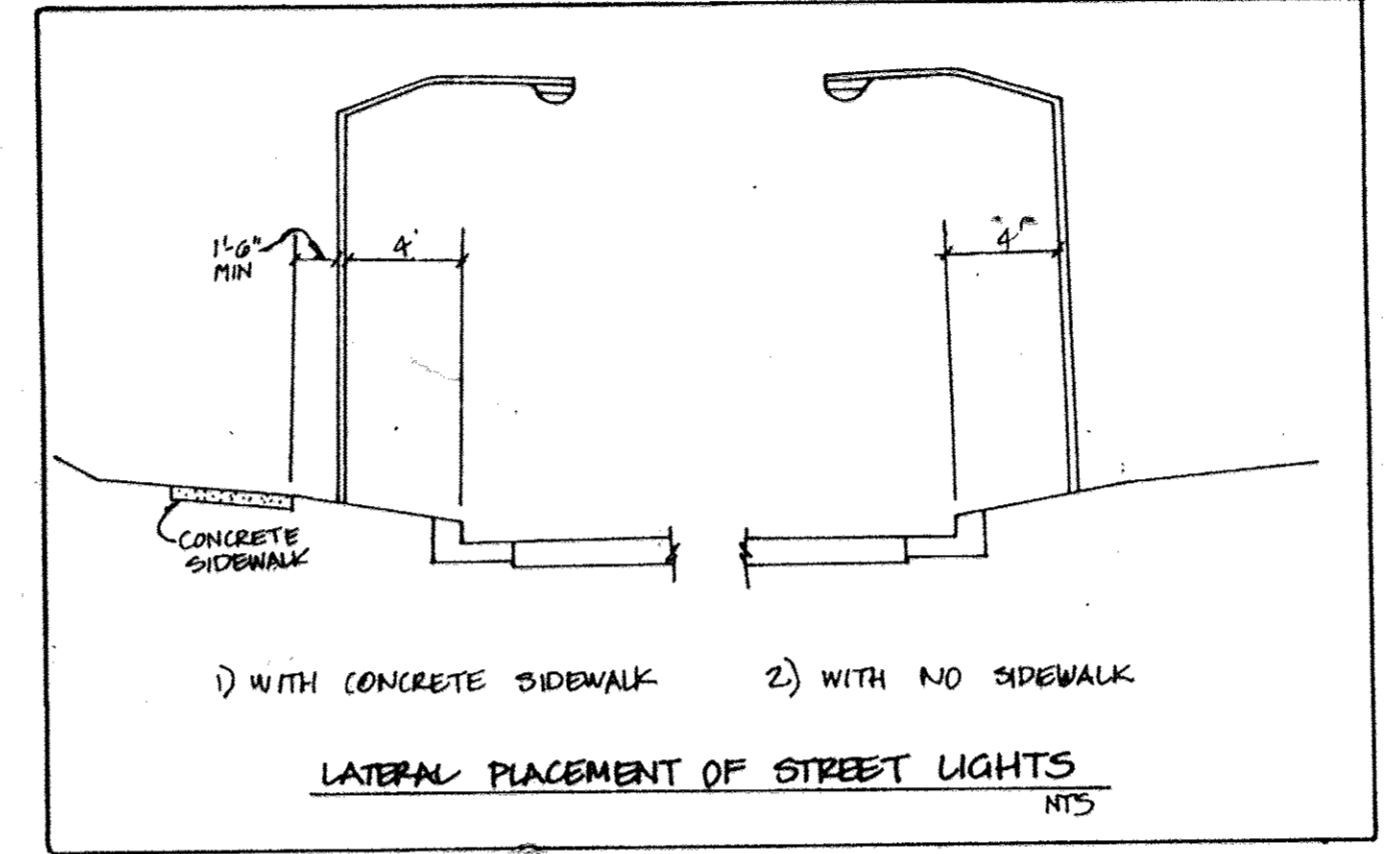 1'-6"
MIN
4'
4'
CONCRETE
SIDEWALK
1) WITH CONCRETE SIDEWALK
2) WITH NO SIDEWALK
LATERAL PLACEMENT OF STREET LIGHTS
NTS